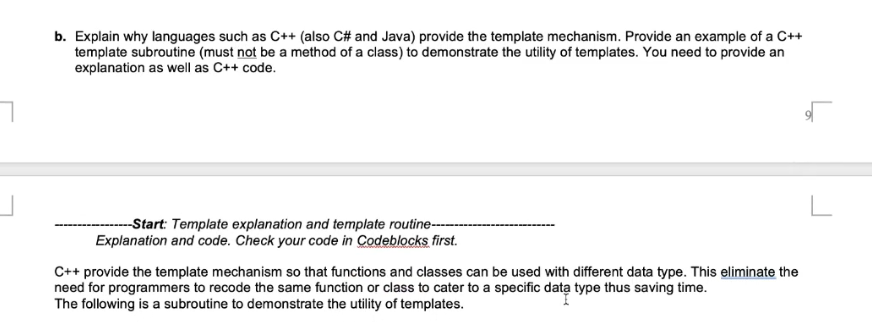 b. Explain why languages such as C++ (also C# and Java) provide the template mechanism. Provide an example of a C++
template subroutine (must not be a method of a class) to demonstrate the utility of templates. You need to provide an
explanation as well as C++ code.
9
-----------------Start: Template explanation and template routine----------------------------
Explanation and code. Check your code in Codeblocks first.
C++ provide the template mechanism so that functions and classes can be used with different data type. This eliminate the
need for programmers to recode the same function or class to cater to a specific data type thus saving time.
The following is a subroutine to demonstrate the utility of templates.